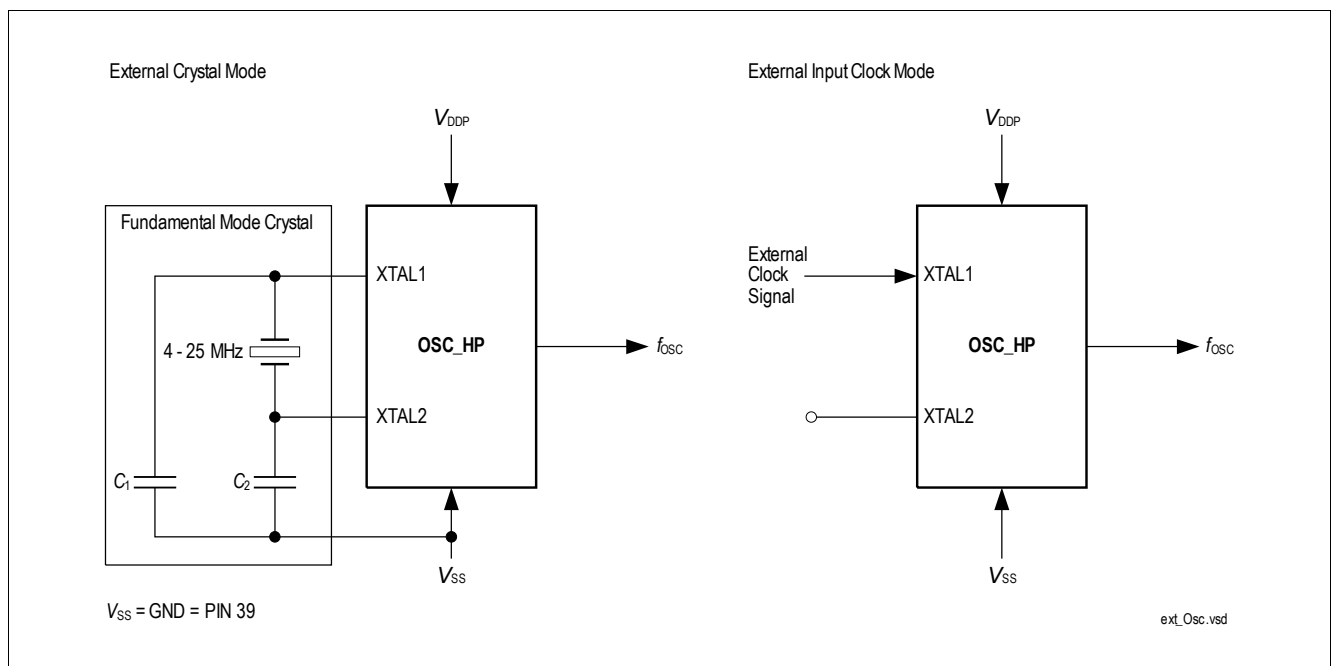 External Crystal Mode
VDDP
Fundamental Mode Crystal
XTAL1
4 - 25 MHz
OSC_HP
fOSC
XTAL2
C1
C2
VSS
VSS = GND = PIN 39
External Input Clock Mode
VDDP
External
Clock
Signal
XTAL1
OSC_HP
fOSC
XTAL2
VSS
ext_Osc.vsd